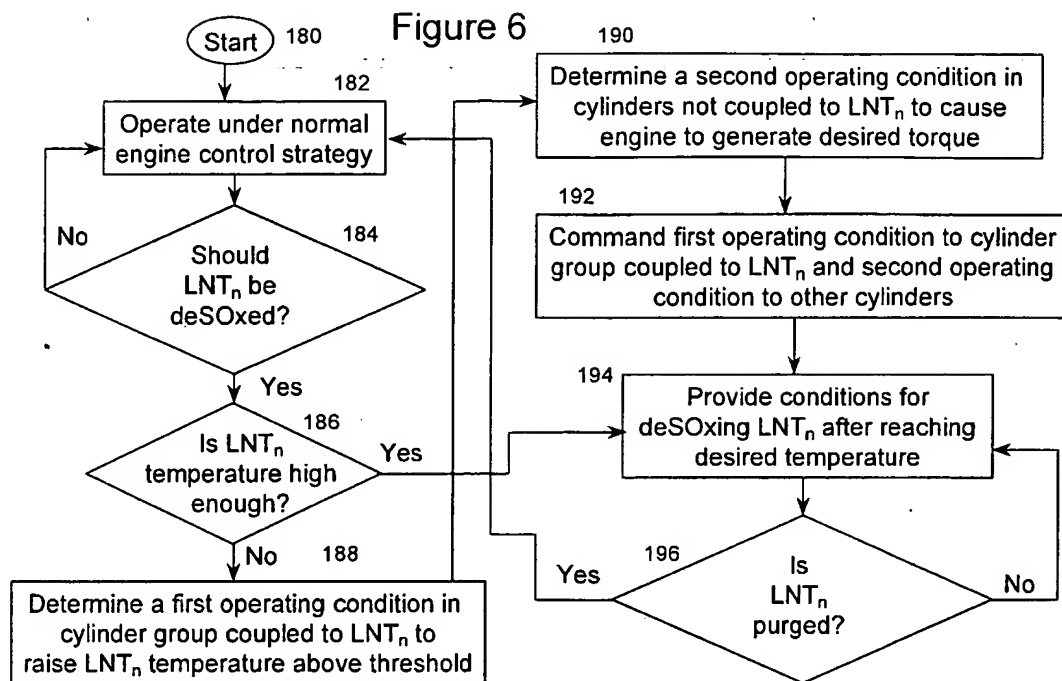 Figure 6
Start 180
182
Operate under normal
engine control strategy
No
184
Should
LNTn be
deSOxed?
Yes
186
Is LNTn
temperature high
enough?
Yes
No
188
Determine a first operating condition in
cylinder group coupled to LNTn to
raise LNTn temperature above threshold
190
Determine a second operating condition in
cylinders not coupled to LNTn to cause
engine to generate desired torque
192
Command first operating condition to cylinder
group coupled to LNTn and second operating
condition to other cylinders
194
Provide conditions for
deSOxing LNTn after reaching
desired temperature
196
Yes
Is
LNTn
purged?
No